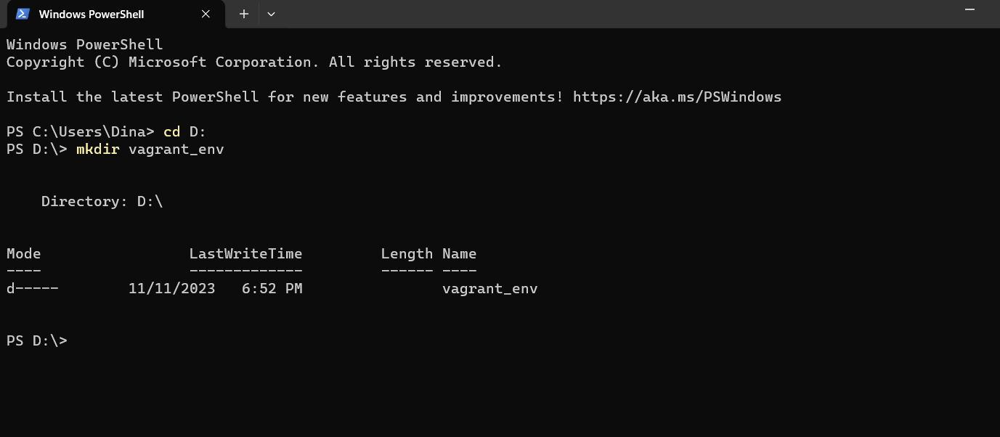 Windows PowerShell
Windows PowerShell
Copyright (C) Microsoft Corporation. All rights reserved.
Install the latest PowerShell for new features and improvements! https://aka.ms/PSWindows
PS C:\Users\Dina> cd D:
PS D:\> mkdir vagrant_env
    Directory: D:\
Mode                 LastWriteTime         Length Name
----                 -------------         ------ ----
d-----        11/11/2023   6:52 PM                vagrant_env
PS D:\>